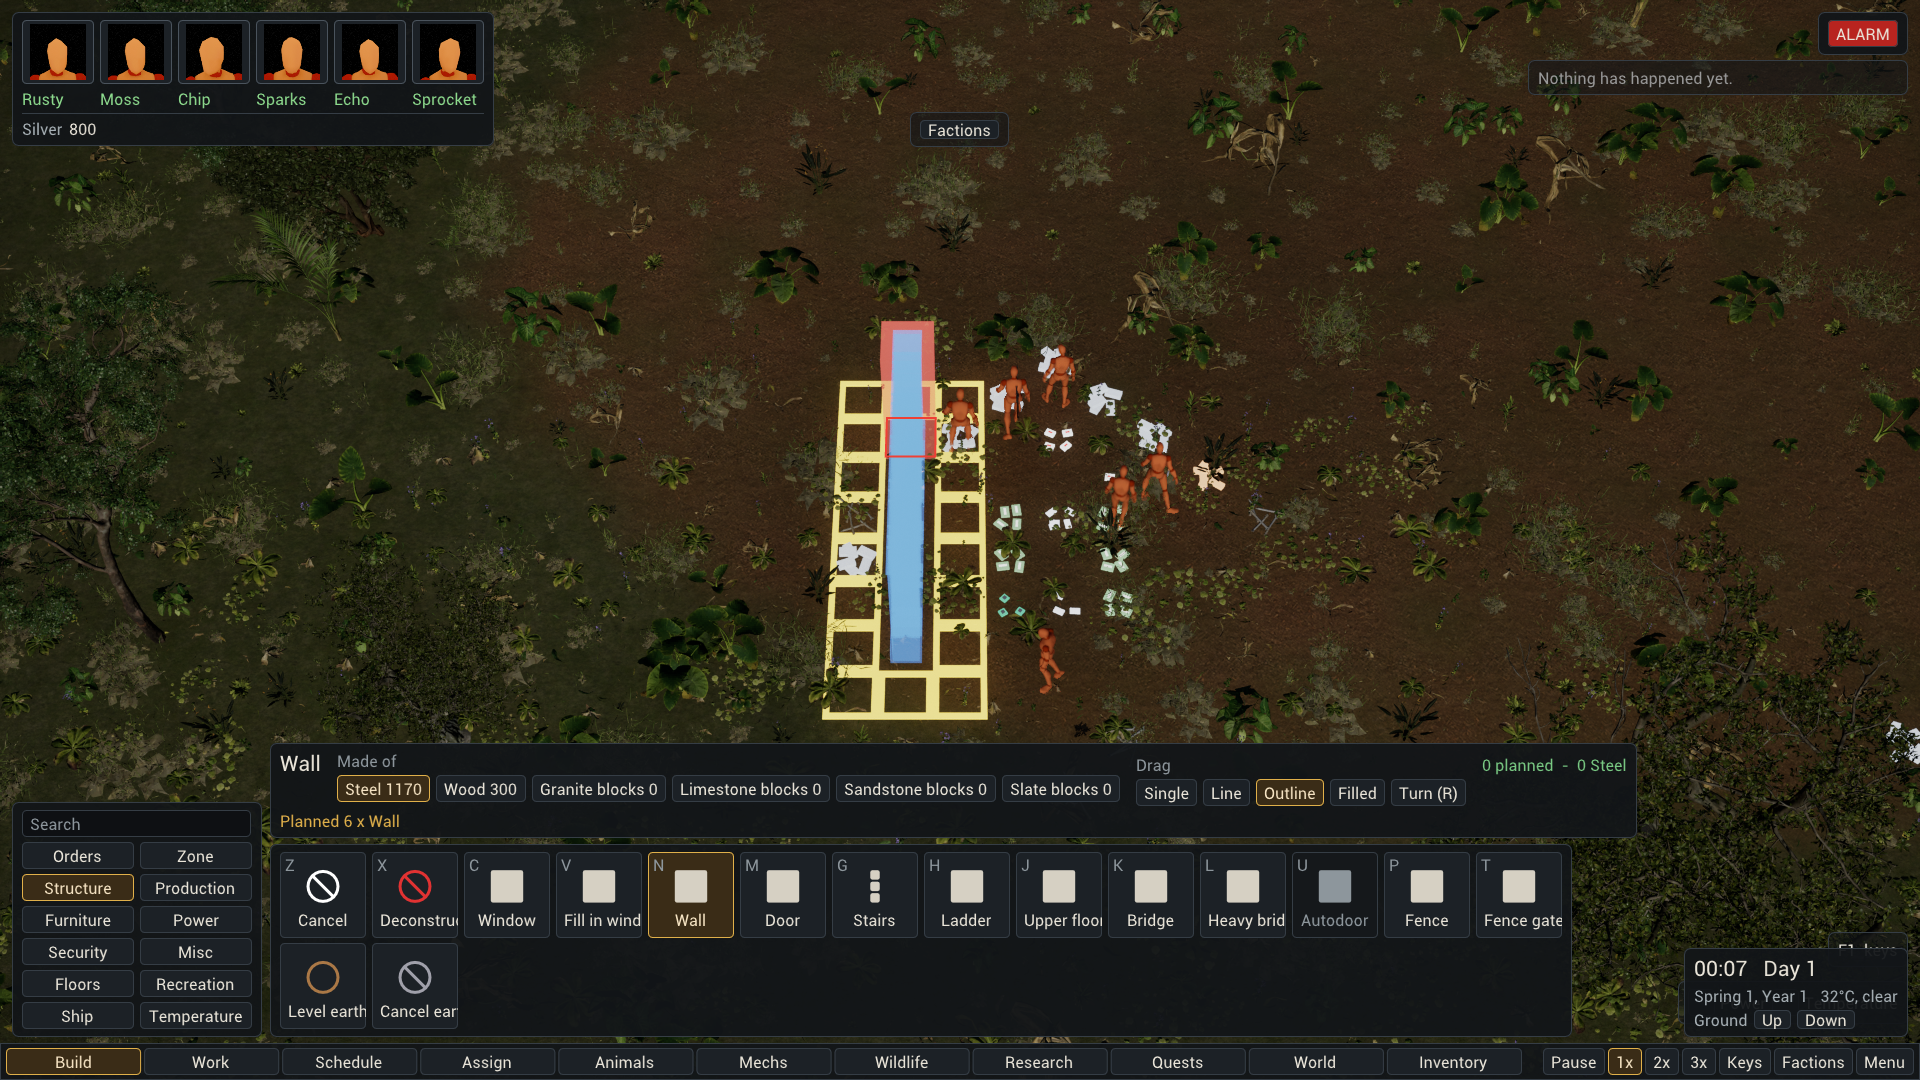 Rusty Moss Chip Sparks Echo Sprocket
Silver 800
ALARM
Nothing has happened yet.
Factions
Wall
Made of
Steel 1170 Wood 300 Granite blocks 0 Limestone blocks 0 Sandstone blocks 0 Slate blocks 0
Drag
Single Line Outline Filled Turn (R)
0 planned - 0 Steel
Planned 6 x Wall
Search
Orders Zone
Structure Production
Furniture Power
Security Misc
Floors Recreation
Ship Temperature
Z Cancel
X Deconstru
C Window
V Fill in wind
N Wall
M Door
G Stairs
H Ladder
J Upper floor
K Bridge
L Heavy brid
U Autodoor
P Fence
T Fence gate
Level earth
Cancel ear
F1 keys
00:07 Day 1
Spring 1, Year 1 32°C, clear
Ground Up Down
Build Work Schedule Assign Animals Mechs Wildlife Research Quests World Inventory Pause 1x 2x 3x Keys Factions Menu